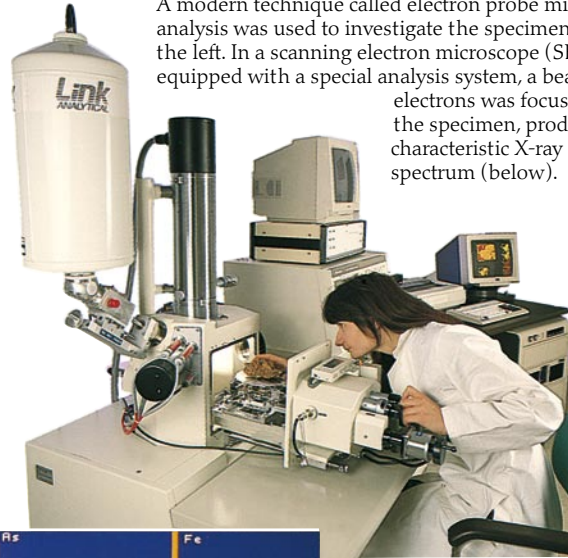 A modern technique called electron probe mi
analysis was used to investigate the specimen
the left. In a scanning electron microscope (S
equipped with a special analysis system, a bea
electrons was focus
the specimen, prod
characteristic X-ray
spectrum (below).
Link
ANALYTICAL
As
Fe